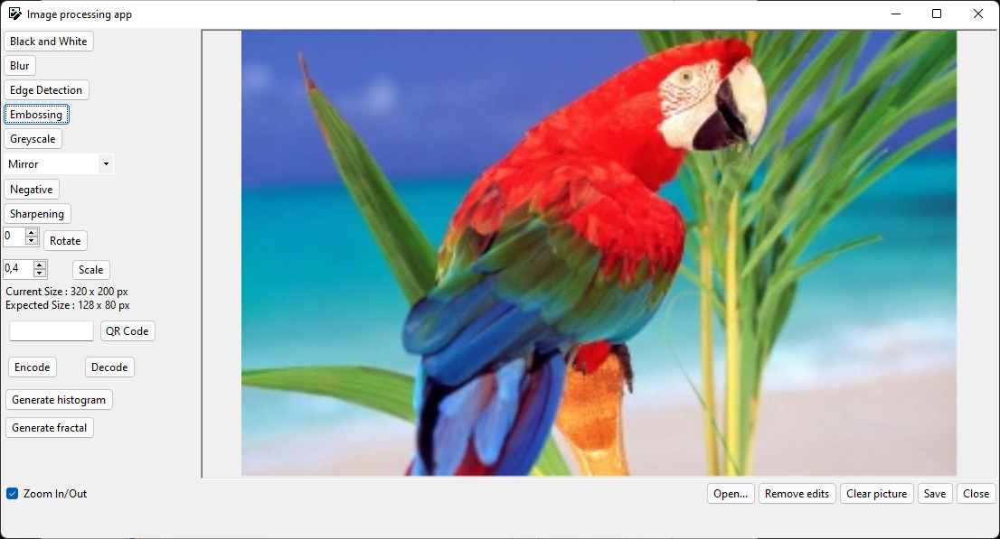 Image processing app
Black and White
Blur
Edge Detection
Embossing
Greyscale
Mirror
Negative
Sharpening
0
Rotate
0,4
Scale
Current Size : 320 x 200 px
Expected Size : 128 x 80 px
QR Code
Encode
Decode
Generate histogram
Generate fractal
Zoom In/Out
Open...
Remove edits
Clear picture
Save
Close